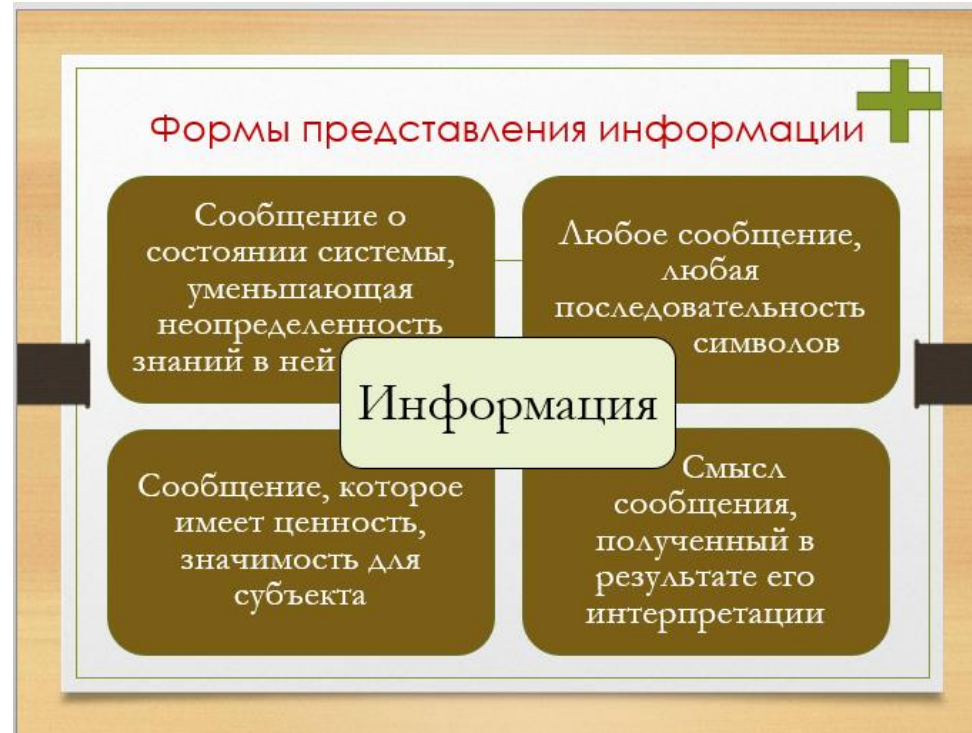 Формы представления информации
Сообщение о
состоянии системы,
уменьшающая
неопределенность
знаний в ней
Любое сообщение,
любая
последовательность
символов
Информация
Сообщение, которое
имеет ценность,
значимость для
субъекта
Смысл
сообщения,
полученный в
результате его
интерпретации